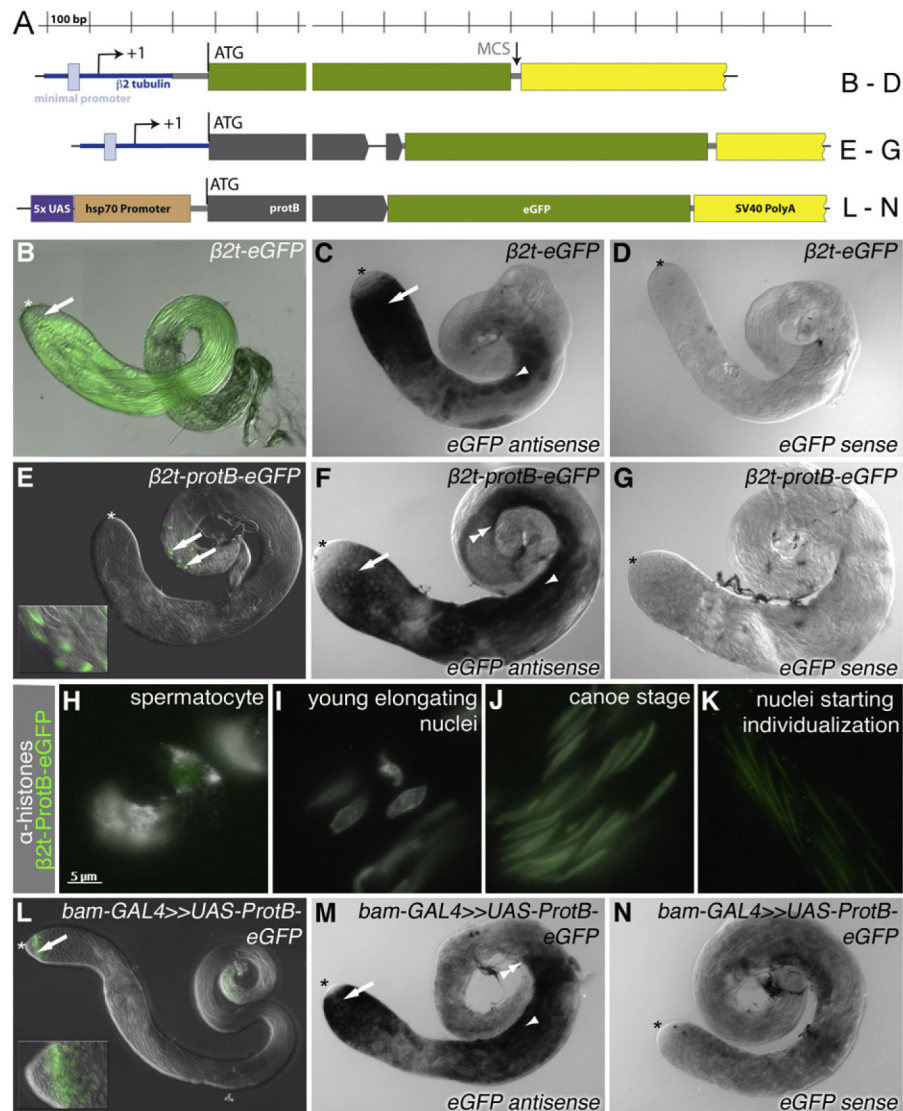 A
100 bp
+1
ATG
MCS
β2 tubulin
minimal promoter
B - D
+1
ATG
E - G
ATG
5x UAS
hsp70 Promoter
protB
eGFP
SV40 PolyA
L - N
B
β2t-eGFP
*
C
β2t-eGFP
*
eGFP antisense
D
β2t-eGFP
*
eGFP sense
E
β2t-protB-eGFP
*
F
β2t-protB-eGFP
*
eGFP antisense
G
β2t-protB-eGFP
*
eGFP sense
α-histones
β2t-ProtB-eGFP
H
spermatocyte
5 µm
I
young elongating
nuclei
J
canoe stage
K
nuclei starting
individualization
L
bam-GAL4>>UAS-ProtB-
eGFP
*
M
bam-GAL4>>UAS-ProtB-
eGFP
*
eGFP antisense
N
bam-GAL4>>UAS-ProtB-
eGFP
*
eGFP sense